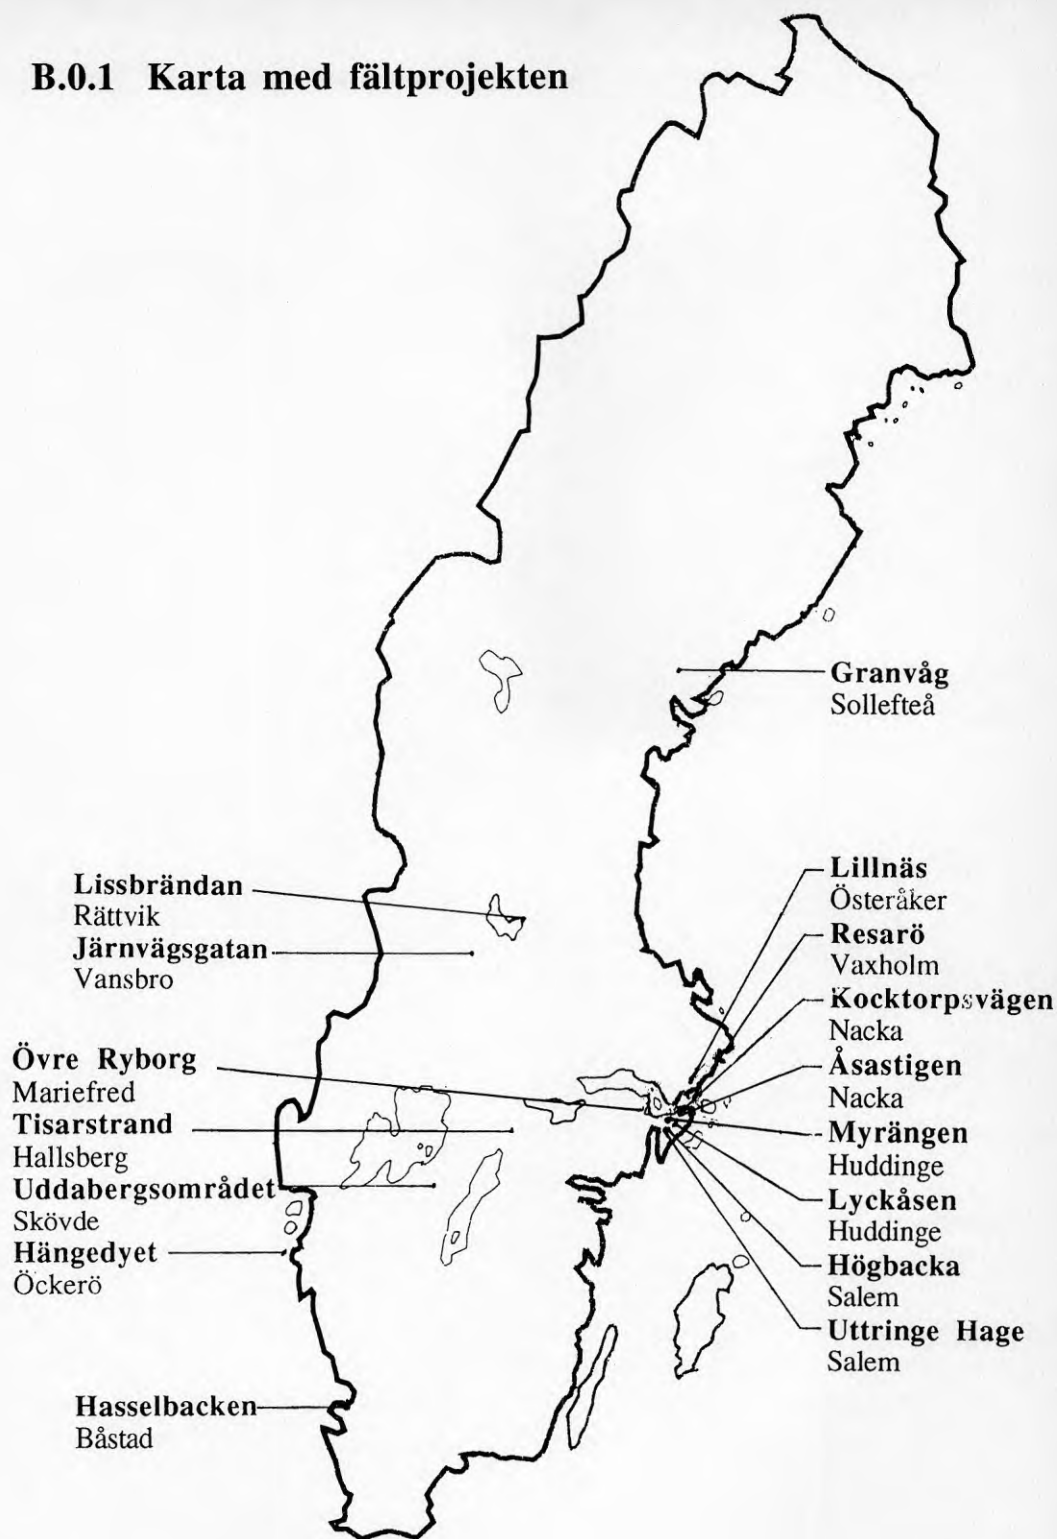 B.0.1 Karta med fältprojekten
Granvåg
Sollefteå
Lissbrändan
Rättvik
Järnvägsgatan
Vansbro
Övre Ryborg
Mariefred
Tisarstrand
Hallsberg
Uddabergsområdet
Skövde
Hängedyet
Öckerö
Hasselbacken
Båstad
Lillnäs
Österåker
Resarö
Vaxholm
Kocktorpsvägen
Nacka
Åsastigen
Nacka
Myrängen
Huddinge
Lyckåsen
Huddinge
Högbacka
Salem
Uttringe Hage
Salem